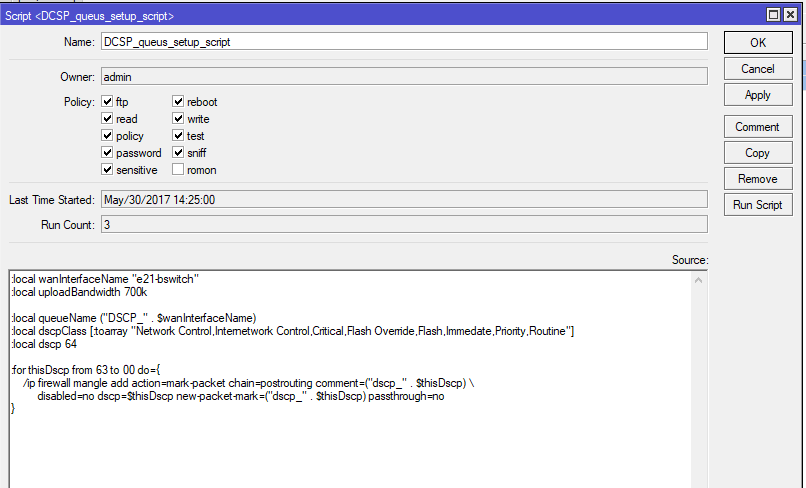 Script <DCSP_queus_setup_script>
Name: DCSP_queus_setup_script
OK
Owner: admin
Cancel
Policy: ftp reboot
Apply
read write
policy test
Comment
password sniff
Copy
sensitive romon
Remove
Last Time Started: May/30/2017 14:25:00
Run Script
Run Count: 3
Source:
:local wanInterfaceName "e21-bswitch"
:local uploadBandwidth 700k
:local queueName ("DSCP_" . $wanInterfaceName)
:local dscpClass [:toarray "Network Control,Internetwork Control,Critical,Flash Override,Flash,Immedate,Priority,Routine"]
:local dscp 64
:for thisDscp from 63 to 00 do={
/ip firewall mangle add action=mark-packet chain=postrouting comment=("dscp_" . $thisDscp) \
disabled=no dscp=$thisDscp new-packet-mark=("dscp_" . $thisDscp) passthrough=no
}